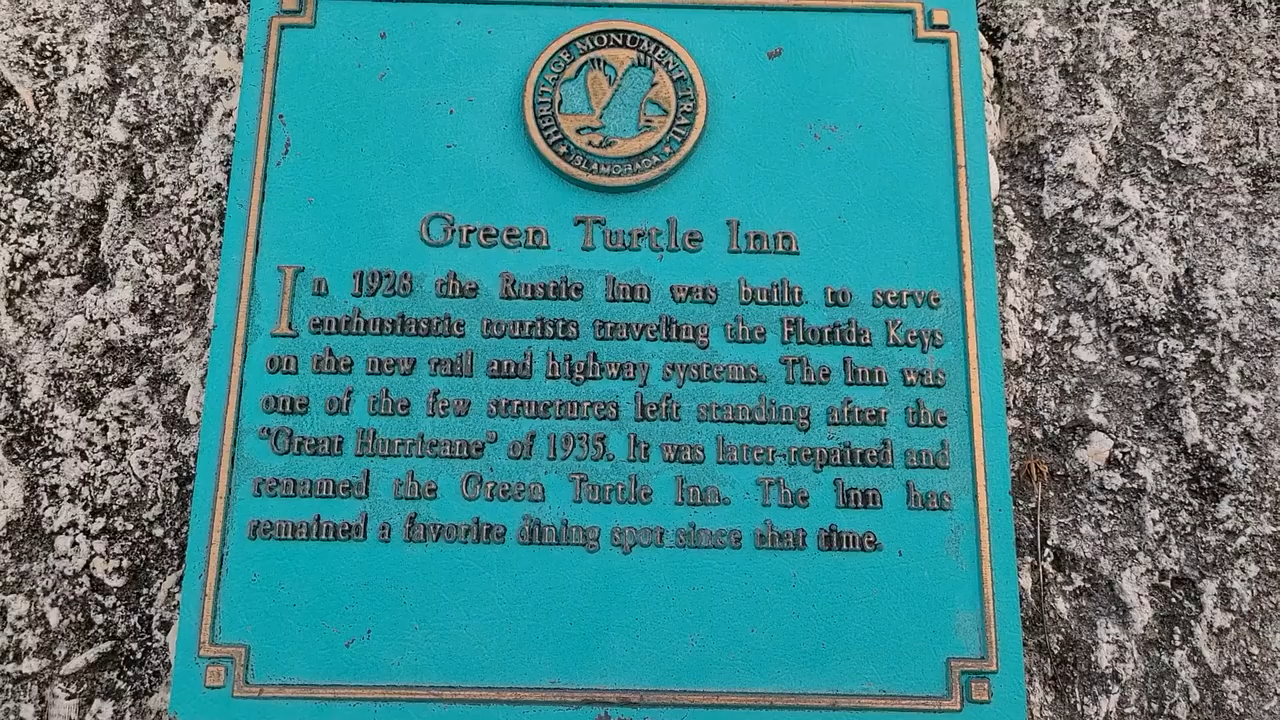 HERITAGE MONUMENT TRAIL
ISLAMORADA
Green Turtle Inn
In 1928 the Rustic Inn was built to serve
enthusiastic tourists traveling the Florida Keys
on the new rail and highway systems. The Inn was
one of the few structures left standing after the
"Great Hurricane" of 1935. It was later repaired and
renamed the Green Turtle Inn. The Inn has
remained a favorite dining spot since that time.